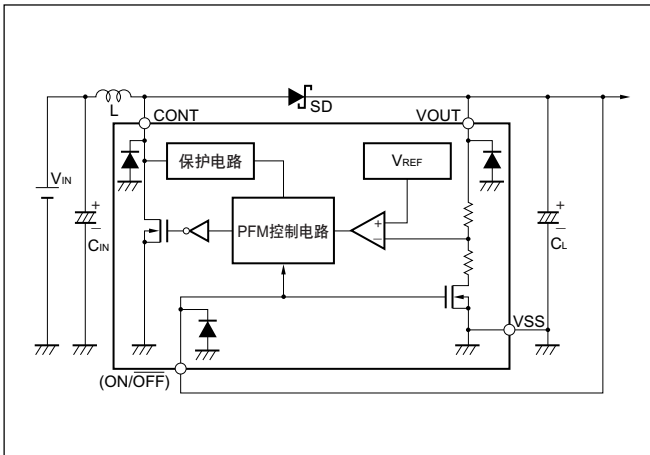 L
SD
CONT
VOUT
保护电路
VREF
VIN
+
−
CIN
PFM控制电路
+
−
+
−
CL
VSS
(ON/OFF)